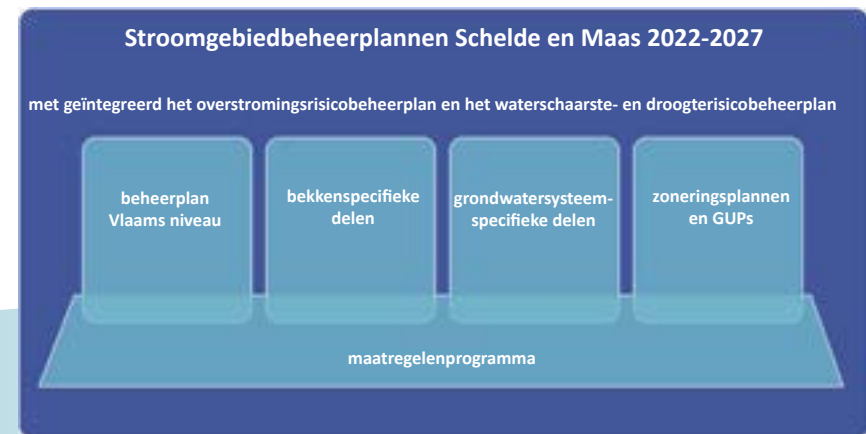 Stroomgebiedbeheerplannen Schelde en Maas 2022-2027
met geïntegreerd het overstromingsrisicobeheerplan en het waterschaarste- en droogterisicobeheerplan
beheerplan
Vlaams niveau
bekkenspecifieke
delen
grondwatersysteem-
specifieke delen
zoneringsplannen
en GUPs
maatregelenprogramma